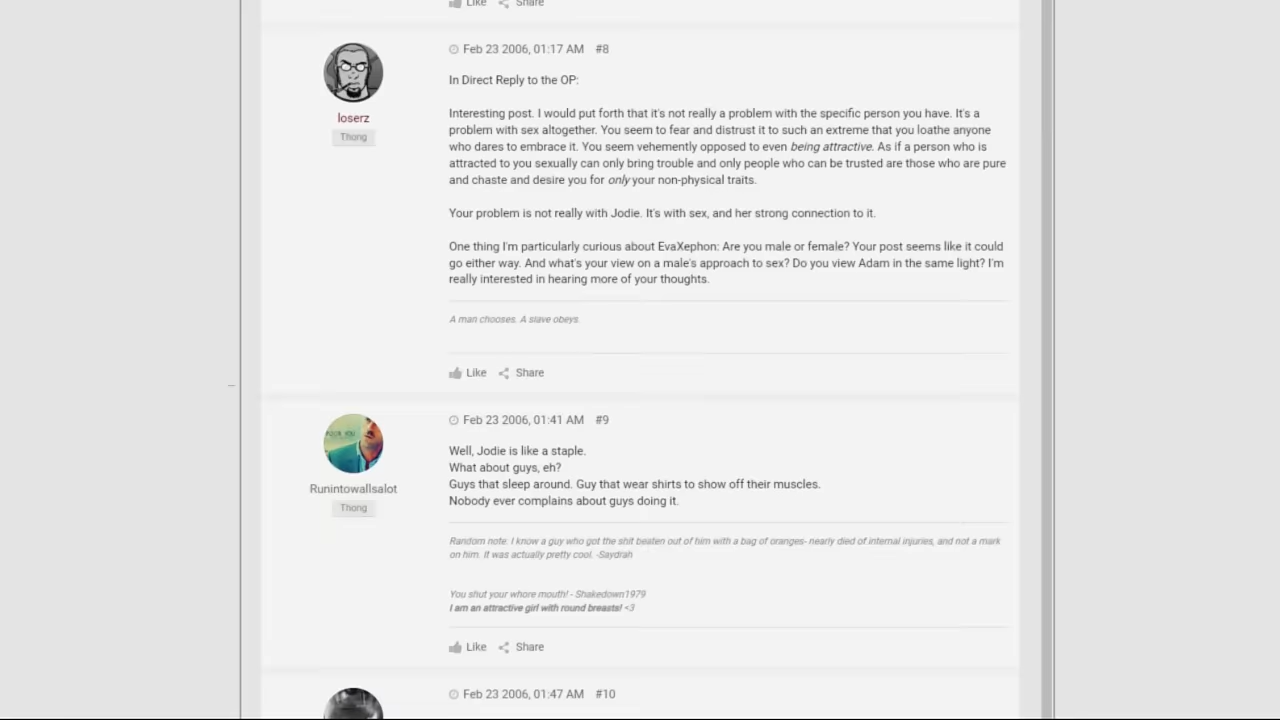 Like Share
Feb 23 2006, 01:17 AM #8
loserz
Thong
In Direct Reply to the OP:
Interesting post. I would put forth that it's not really a problem with the specific person you have. It's a
problem with sex altogether. You seem to fear and distrust it to such an extreme that you loathe anyone
who dares to embrace it. You seem vehemently opposed to even being attractive. As if a person who is
attracted to you sexually can only bring trouble and only people who can be trusted are those who are pure
and chaste and desire you for only your non-physical traits.
Your problem is not really with Jodie. It's with sex, and her strong connection to it.
One thing I'm particularly curious about EvaXephon: Are you male or female? Your post seems like it could
go either way. And what's your view on a male's approach to sex? Do you view Adam in the same light? I'm
really interested in hearing more of your thoughts.
A man chooses. A slave obeys.
Like Share
Feb 23 2006, 01:41 AM #9
Runintowallsalot
Thong
Well, Jodie is like a staple.
What about guys, eh?
Guys that sleep around. Guy that wear shirts to show off their muscles.
Nobody ever complains about guys doing it.
Random note: I know a guy who got the shit beaten out of him with a bag of oranges- nearly died of internal injuries, and not a mark
on him. It was actually pretty cool. -Saydrah
You shut your whore mouth! - Shakedown1979
I am an attractive girl with round breasts! <3
Like Share
Feb 23 2006, 01:47 AM #10